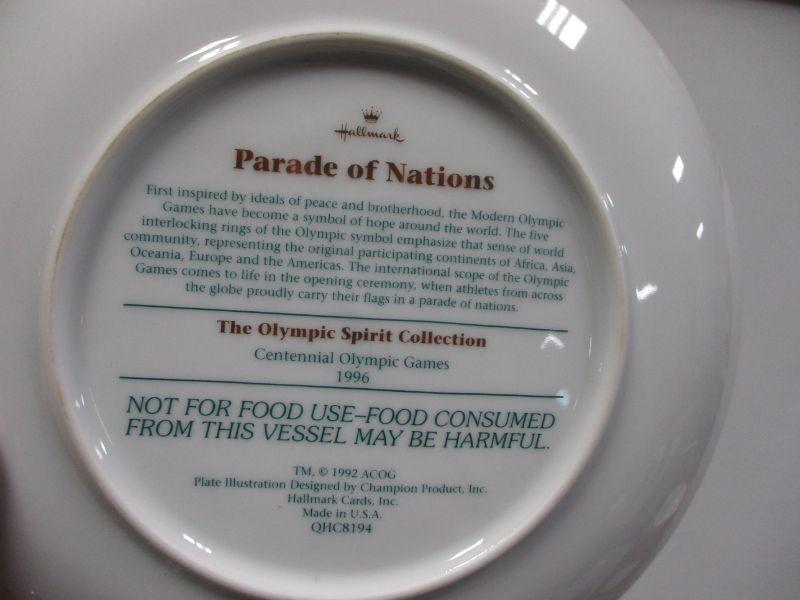 Hallmark
Parade of Nations
First inspired by ideals of peace and brotherhood, the Modern Olympic
Games have become a symbol of hope around the world. The five
interlocking rings of the Olympic symbol emphasize that sense of world
community, representing the original participating continents of Africa, Asia,
Oceania, Europe and the Americas. The international scope of the Olympic
Games comes to life in the opening ceremony, when athletes from across
the globe proudly carry their flags in a parade of nations.
The Olympic Spirit Collection
Centennial Olympic Games
1996
NOT FOR FOOD USE–FOOD CONSUMED
FROM THIS VESSEL MAY BE HARMFUL.
TM, © 1992 ACOG
Plate Illustration Designed by Champion Product, Inc.
Hallmark Cards, Inc.
Made in U.S.A.
QHC8194